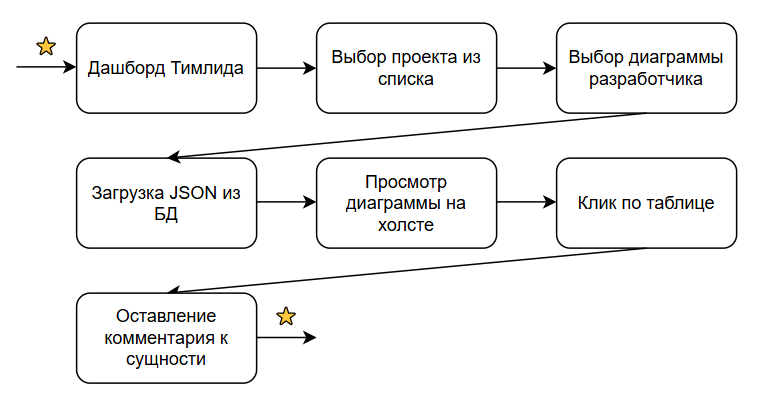 Дашборд Тимлида
Выбор проекта из
списка
Выбор диаграммы
разработчика
Загрузка JSON из
БД
Просмотр
диаграммы на
холсте
Клик по таблице
Оставление
комментария к
сущности